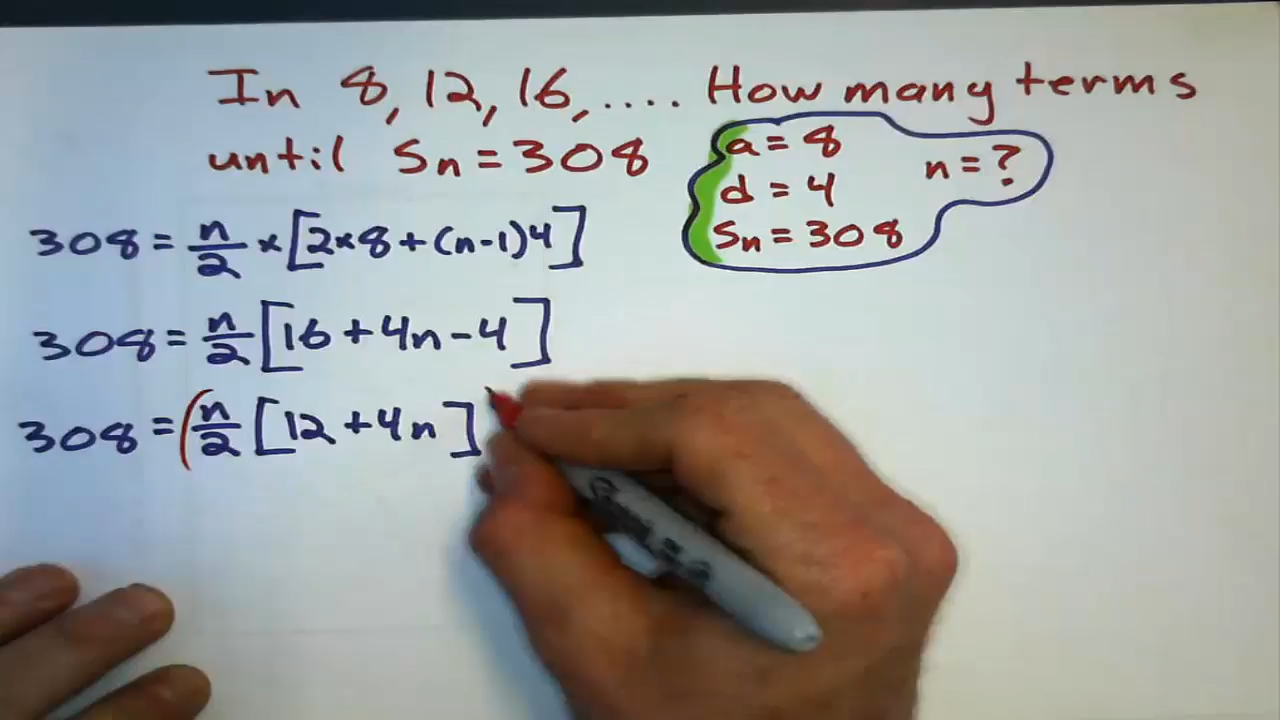 In 8, 12, 16, .... How many terms
until Sn = 308
a = 8
n = ?
d = 4
Sn = 308
308 = n/2 × [2×8 + (n-1)4]
308 = n/2 [16 + 4n - 4]
308 = (n/2 [12 + 4n]